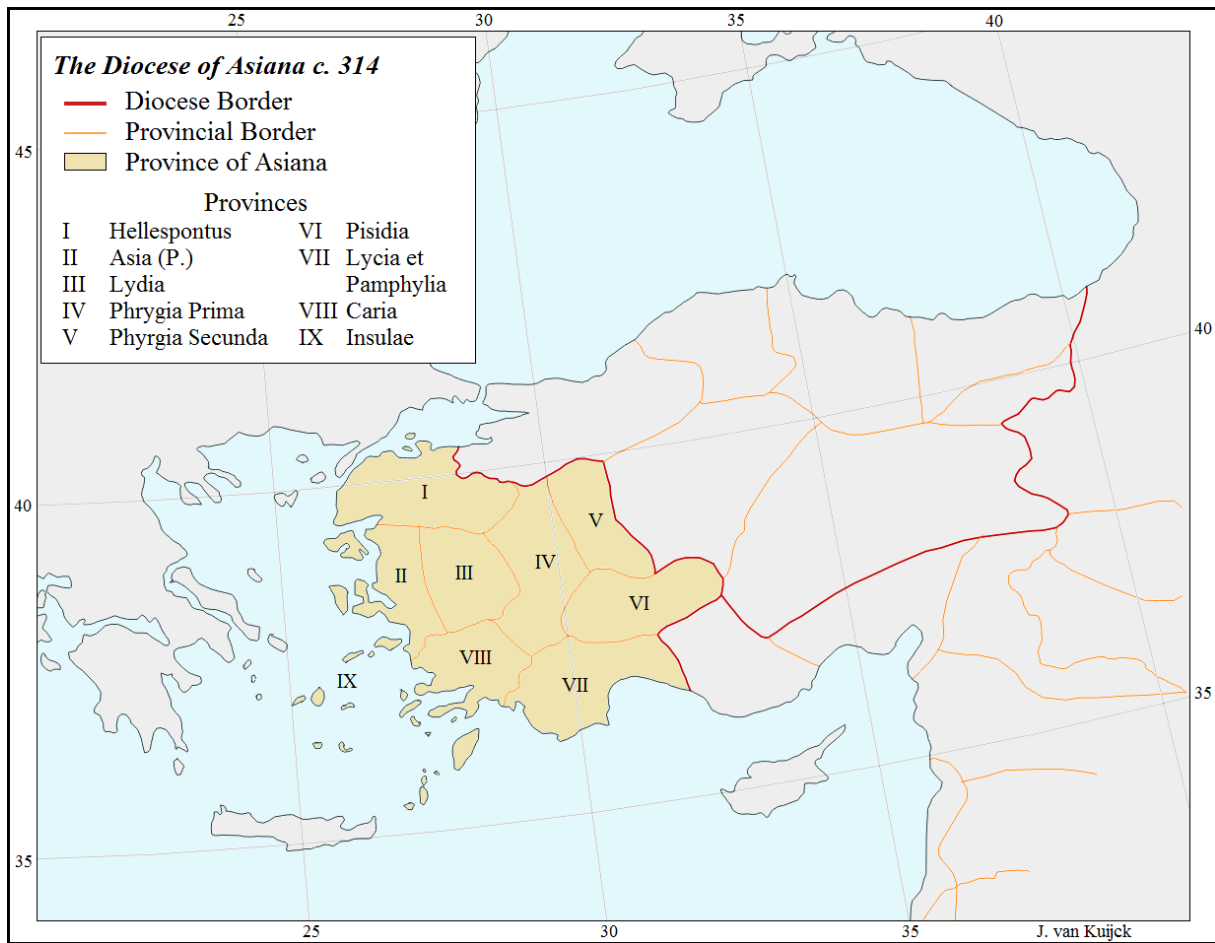 25 30 35 40
The Diocese of Asiana c. 314
Diocese Border
Provincial Border
Province of Asiana
Provinces
I Hellespontus VI Pisidia
II Asia (P.) VII Lycia et
III Lydia Pamphylia
IV Phrygia Prima VIII Caria
V Phyrgia Secunda IX Insulae
45
40
40
35
35
I
V
IV
II
III
VI
VIII
IX
VII
25 30 35 J. van Kuijck